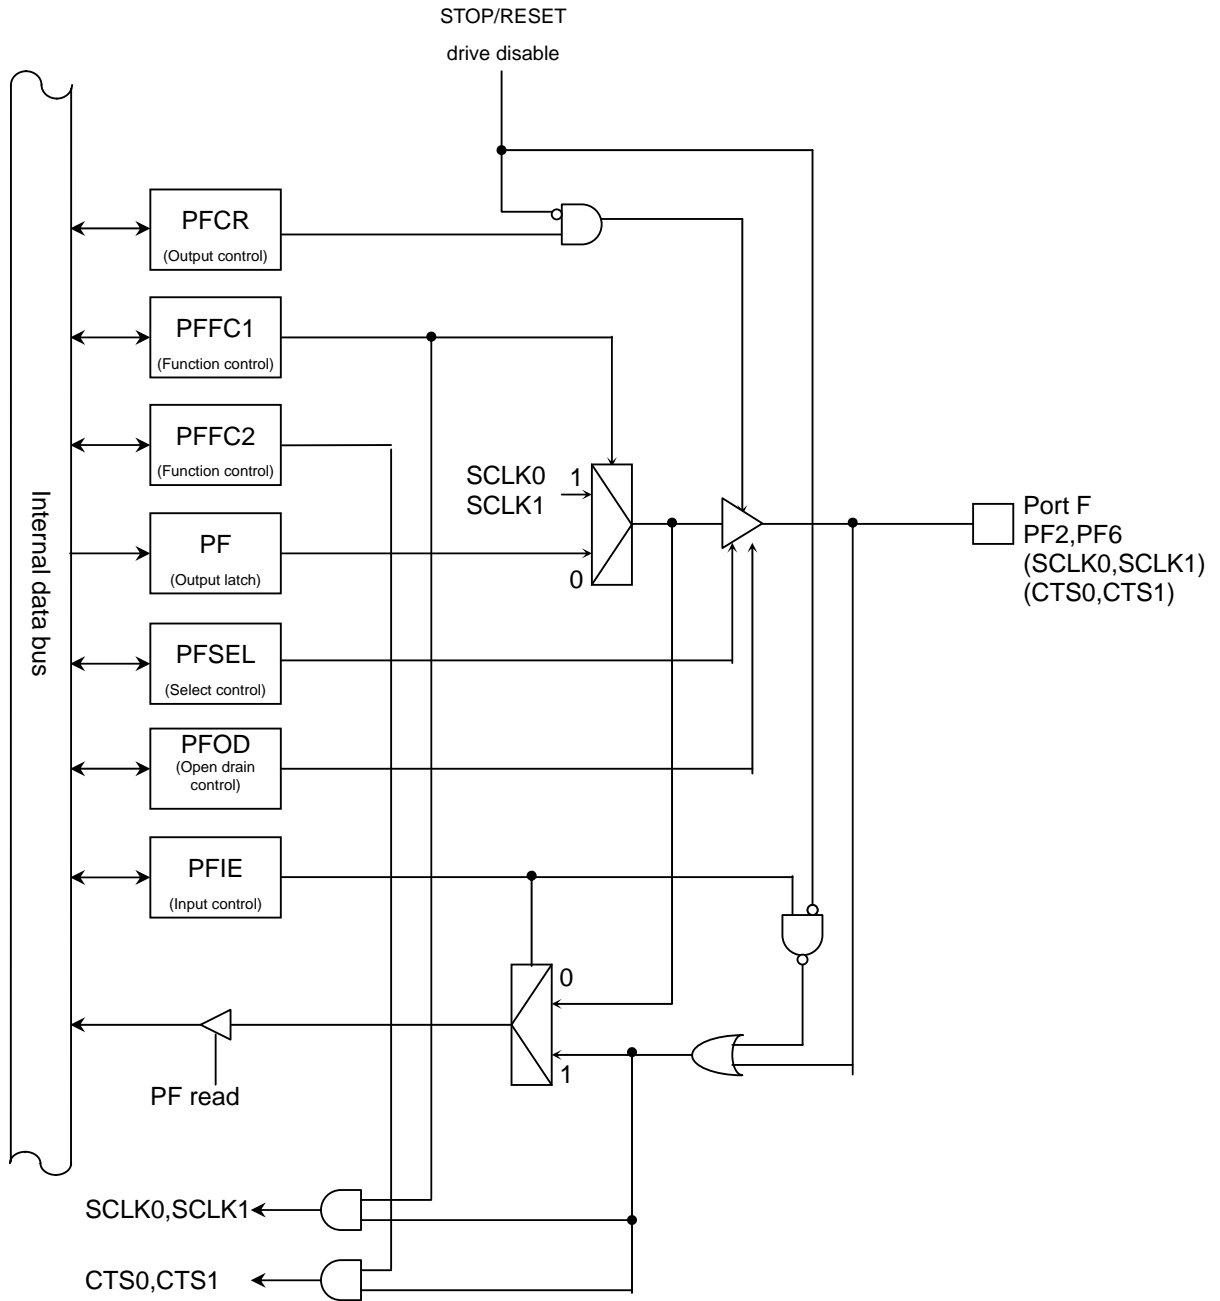 STOP/RESET
drive disable
PFCR
(Output control)
PFFC1
(Function control)
PFFC2
(Function control)
SCLK0
SCLK1
1
0
PF
(Output latch)
Port F
PF2,PF6
(SCLK0,SCLK1)
(CTS0,CTS1)
Internal data bus
PFSEL
(Select control)
PFOD
(Open drain
control)
PFIE
(Input control)
0
1
PF read
SCLK0,SCLK1
CTS0,CTS1